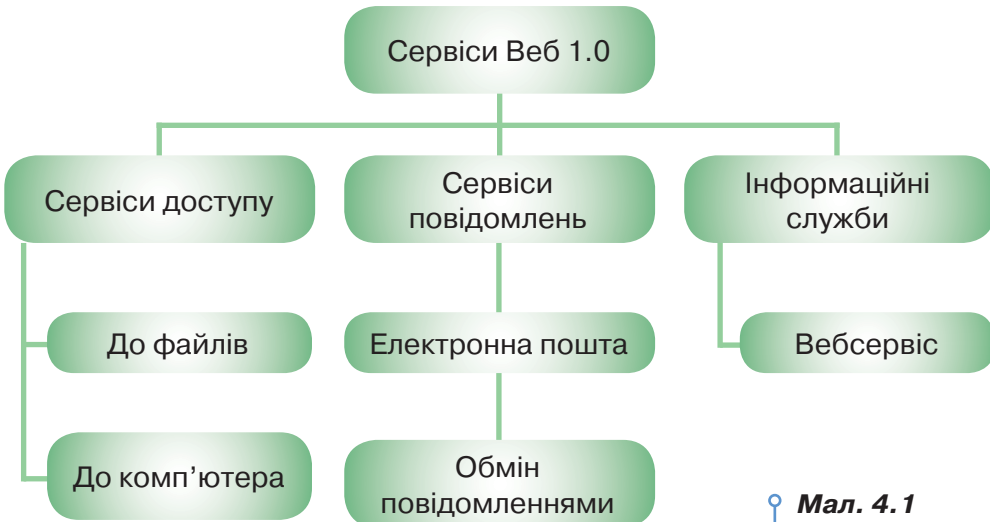 Сервіси Веб 1.0
Сервіси доступу
Сервіси
повідомлень
Інформаційні
служби
До файлів
Електронна пошта
Вебсервіс
До комп’ютера
Обмін
повідомленнями
Мал. 4.1